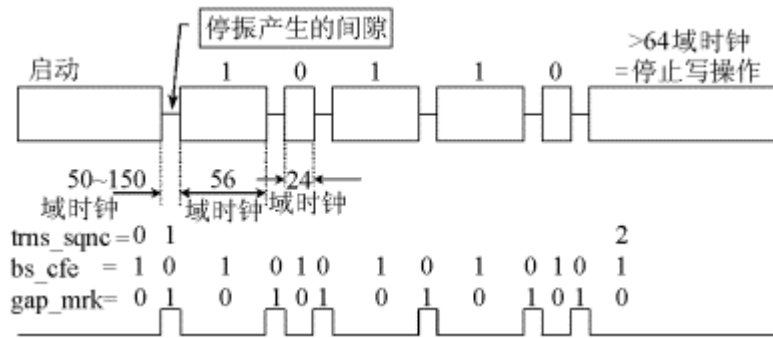 停振产生的间隙
启动 1 0 1 1 0 >64域时钟
=停止写操作
50~150 56 24
域时钟 域时钟 域时钟
trns_sqnc=0 1 2
bs_cfe =1 0 1 0 1 0 1 0 1 0 1 0 1
gap_mrk=0 1 0 1 0 1 0 1 0 1 0 1 0